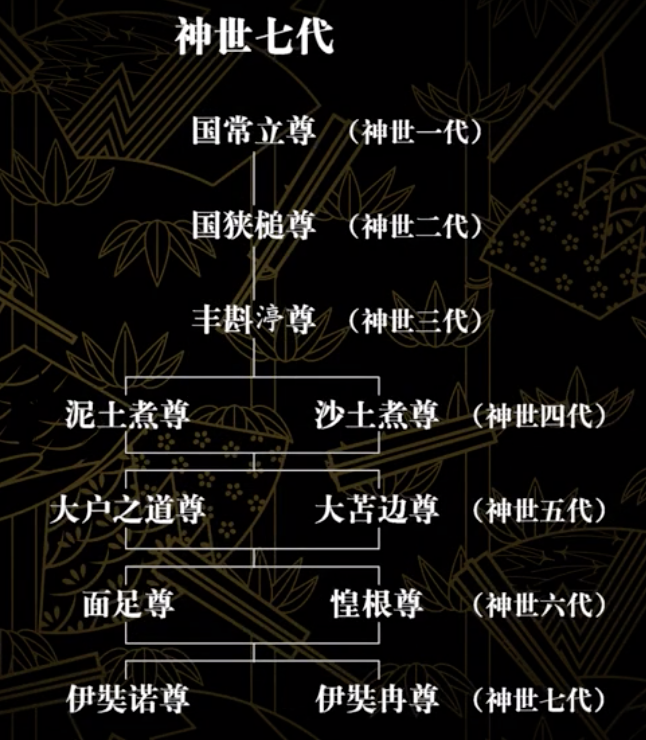 神世七代
国常立尊 （神世一代）
国狭槌尊 （神世二代）
丰斟渟尊 （神世三代）
泥土煮尊 沙土煮尊 （神世四代）
大户之道尊 大苫边尊 （神世五代）
面足尊 惶根尊 （神世六代）
伊奘诺尊 伊奘冉尊 （神世七代）